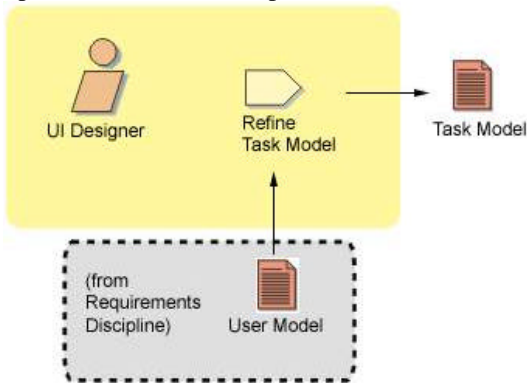 UI Designer
Refine
Task Model
Task Model
(from
Requirements
Discipline)
User Model